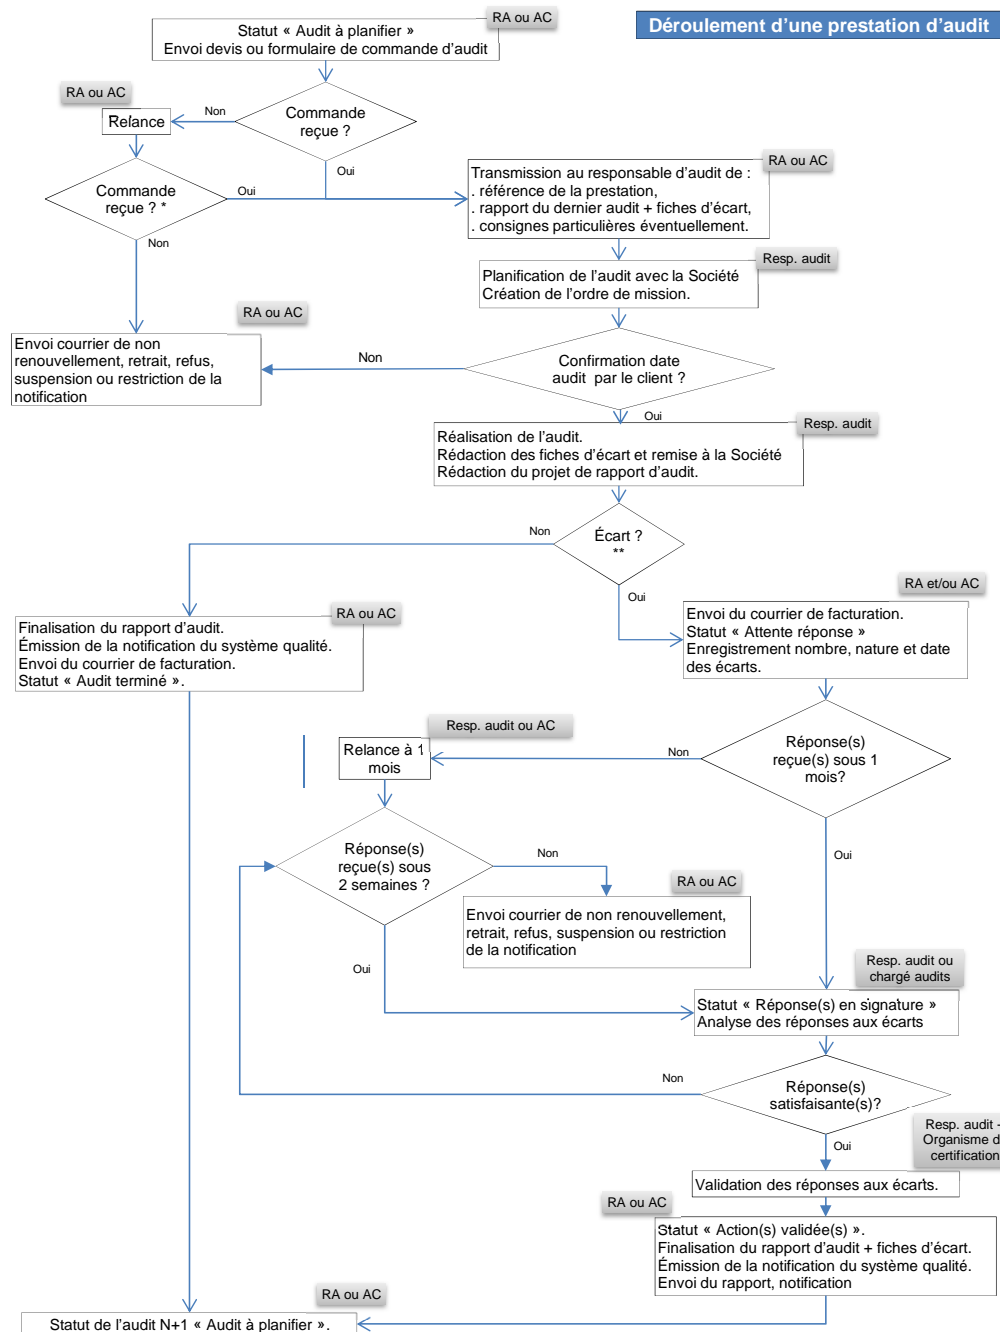 Déroulement d'une prestation d'audit
RA ou AC
Statut « Audit à planifier »
Envoi devis ou formulaire de commande d'audit
RA ou AC
Relance
Non
Commande
reçue ?
Oui
Commande
reçue ? *
Oui
Non
RA ou AC
Transmission au responsable d'audit de :
. référence de la prestation,
. rapport du dernier audit + fiches d'écart,
. consignes particulières éventuellement.
Resp. audit
Planification de l'audit avec la Société
Création de l'ordre de mission.
RA ou AC
Envoi courrier de non
renouvellement, retrait, refus,
suspension ou restriction de la
notification
Non
Confirmation date
audit par le client ?
Oui
Resp. audit
Réalisation de l'audit.
Rédaction des fiches d'écart et remise à la Société
Rédaction du projet de rapport d'audit.
Non
Écart ?
**
Oui
RA ou AC
Finalisation du rapport d'audit.
Émission de la notification du système qualité.
Envoi du courrier de facturation.
Statut « Audit terminé ».
RA et/ou AC
Envoi du courrier de facturation.
Statut « Attente réponse »
Enregistrement nombre, nature et date
des écarts.
Resp. audit ou AC
Relance à 1
mois
Non
Réponse(s)
reçue(s) sous 1
mois?
Oui
Réponse(s)
reçue(s) sous
2 semaines ?
Non
Oui
RA ou AC
Envoi courrier de non renouvellement,
retrait, refus, suspension ou restriction
de la notification
Resp. audit ou
chargé audits
Statut « Réponse(s) en signature »
Analyse des réponses aux écarts
Non
Réponse(s)
satisfaisante(s)?
Oui
Resp. audit -
Organisme d
certification
Validation des réponses aux écarts.
RA ou AC
Statut « Action(s) validée(s) ».
Finalisation du rapport d'audit + fiches d'écart.
Émission de la notification du système qualité.
Envoi du rapport, notification
RA ou AC
Statut de l'audit N+1 « Audit à planifier ».